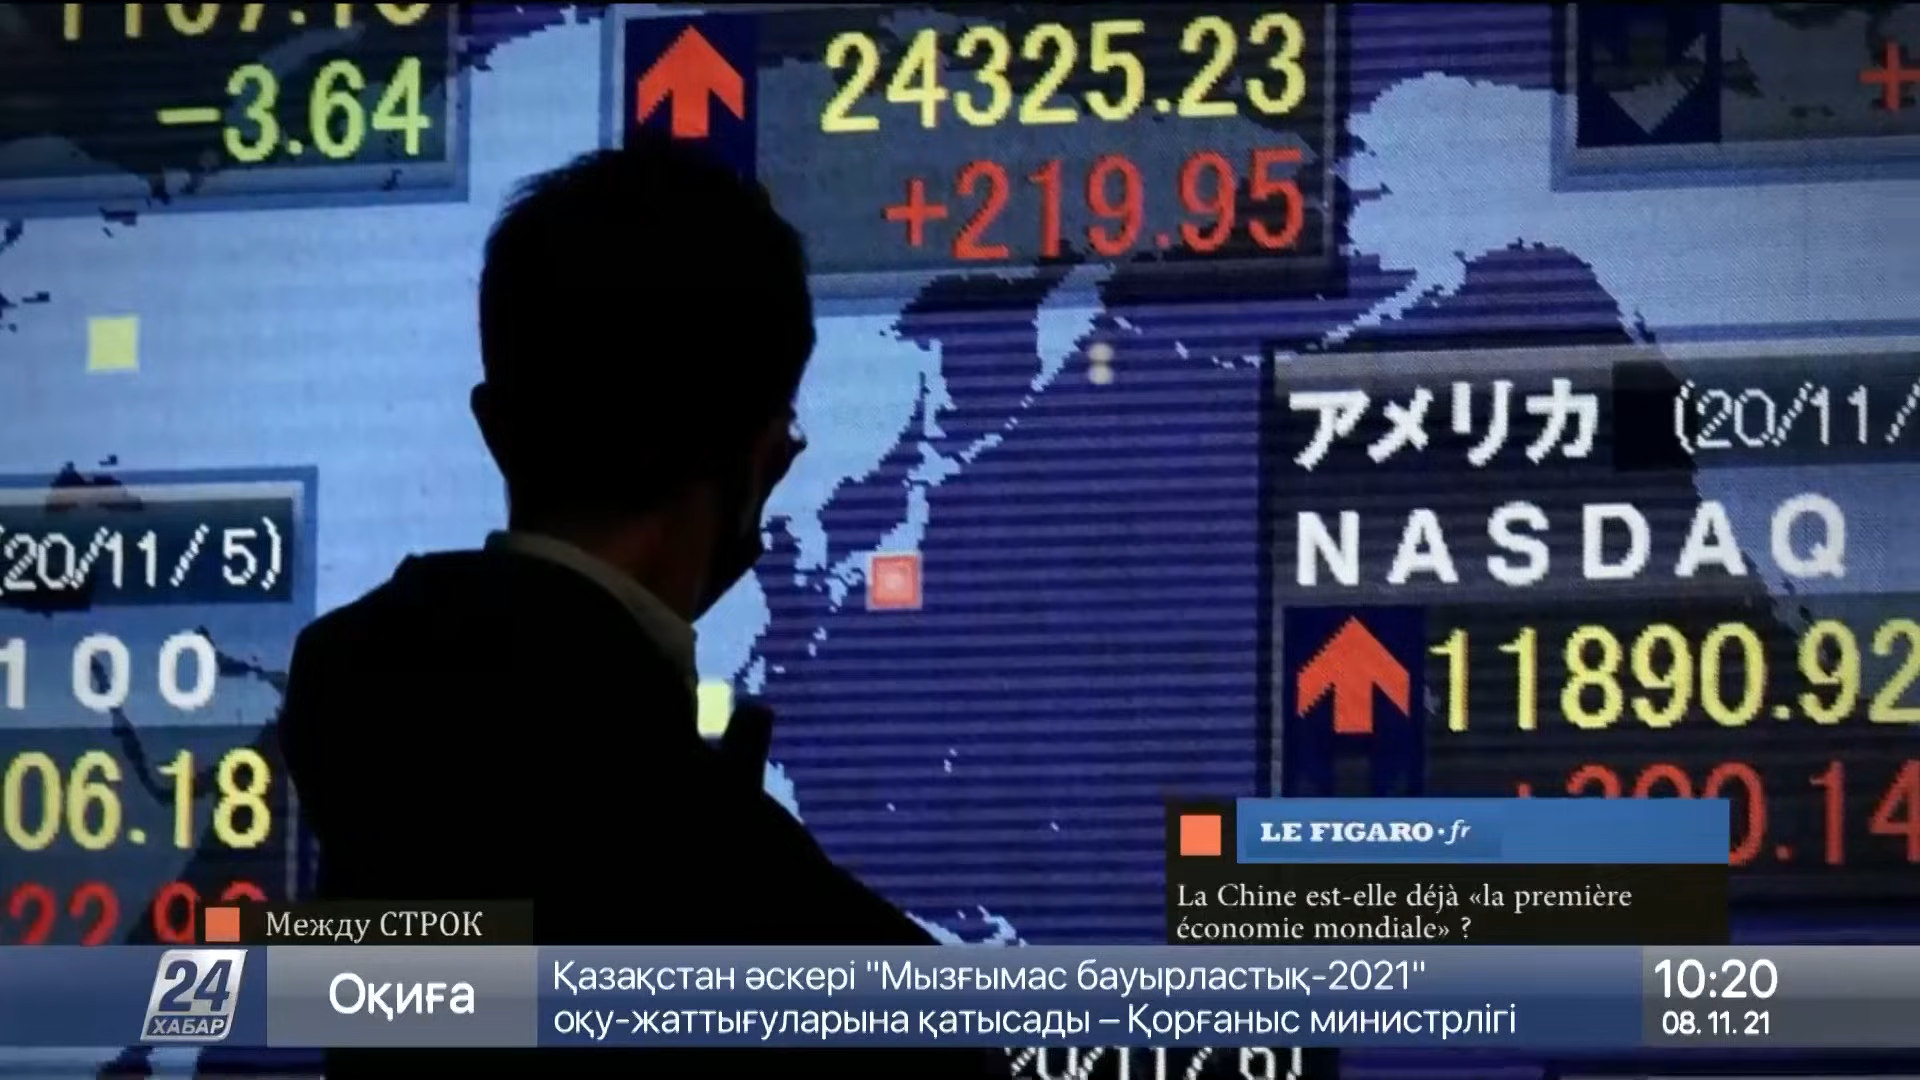 -3.64
24325.23
+219.95
アメリカ (20/11/
NASDAQ
11890.92
(20/11/5)
100
06.18
LE FIGARO·fr
La Chine est-elle déjà «la première
économie mondiale» ?
Между СТРОК
24
ХАБАР
Оқиға
Қазақстан әскері "Мызғымас бауырластық-2021"
оқу-жаттығуларына қатысады – Қорғаныс министрлігі
10:20
08.11.21